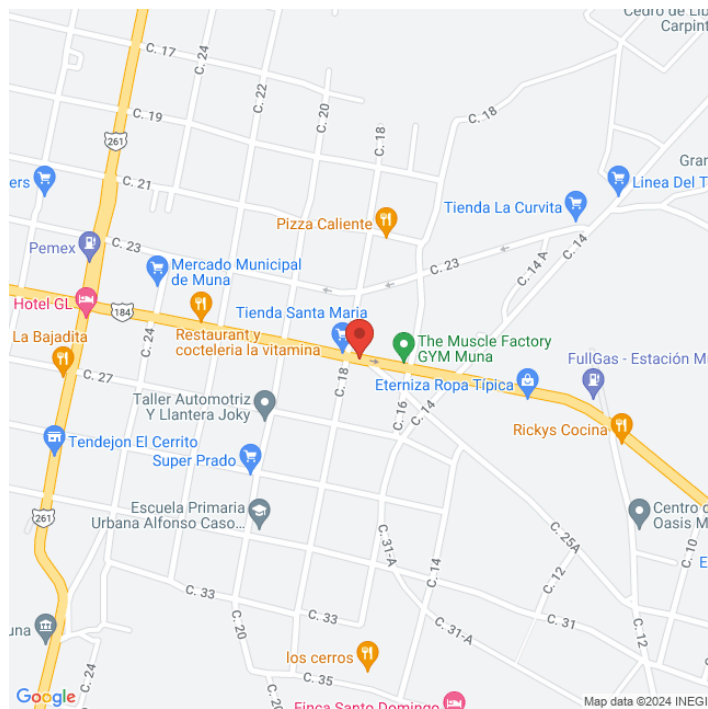 Cedro de Lib
Carpint
C. 17
C. 24
C. 22
C. 20
C. 18
C. 18
C. 19
261
Gran
ers
C. 21
Linea Del T
Tienda La Curvita
Pizza Caliente
C. 23
Pemex
C. 23
C. 14 A
C. 14
Mercado Municipal
de Muna
Hotel GL
184
Tienda Santa Maria
C. 24
Restaurant y
cocteleria la vitamina
The Muscle Factory
GYM Muna
La Bajadita
C. 27
C. 18
FullGas - Estación Mu
Eterniza Ropa Típica
Taller Automotriz
Y Llantera Joky
C. 16
C. 14
Rickys Cocina
Tendejon El Cerrito
Super Prado
Escuela Primaria
Urbana Alfonso Caso...
261
Centro d
Oasis M
C. 25A
C. 10
C. 31-A
C. 14
C. 12
E
C. 33
C. 33
C. 31
una
C. 20
C. 31-A
C. 12
los cerros
C. 24
C. 20
C. 35
Finca Santo Domingo
Google
Map data ©2024 INEGI